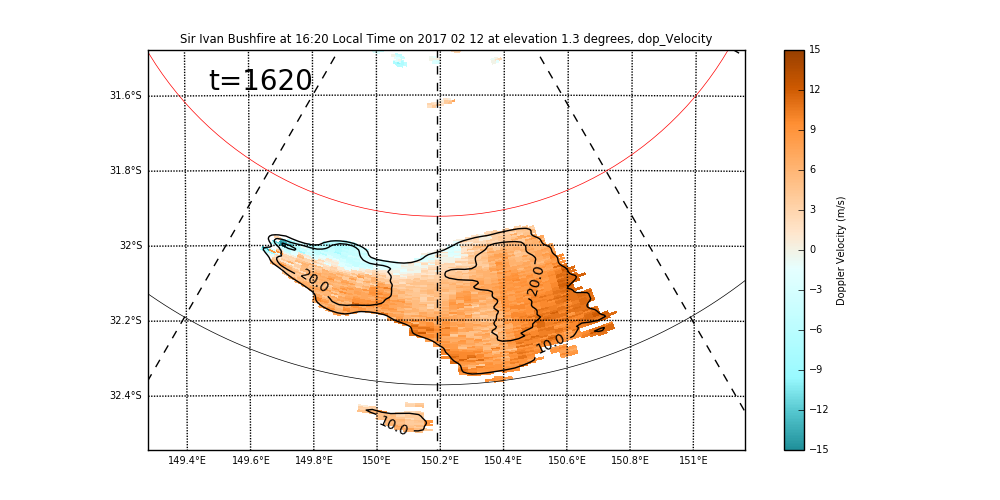 Sir Ivan Bushfire at 16:20 Local Time on 2017 02 12 at elevation 1.3 degrees, dop_Velocity
t=1620
31.6°S
31.8°S
32°S
32.2°S
32.4°S
20.0
20.0
10.0
10.0
149.4°E 149.6°E 149.8°E 150°E 150.2°E 150.4°E 150.6°E 150.8°E 151°E
15
12
9
6
3
0
−3
−6
−9
−12
−15
Doppler Velocity (m/s)